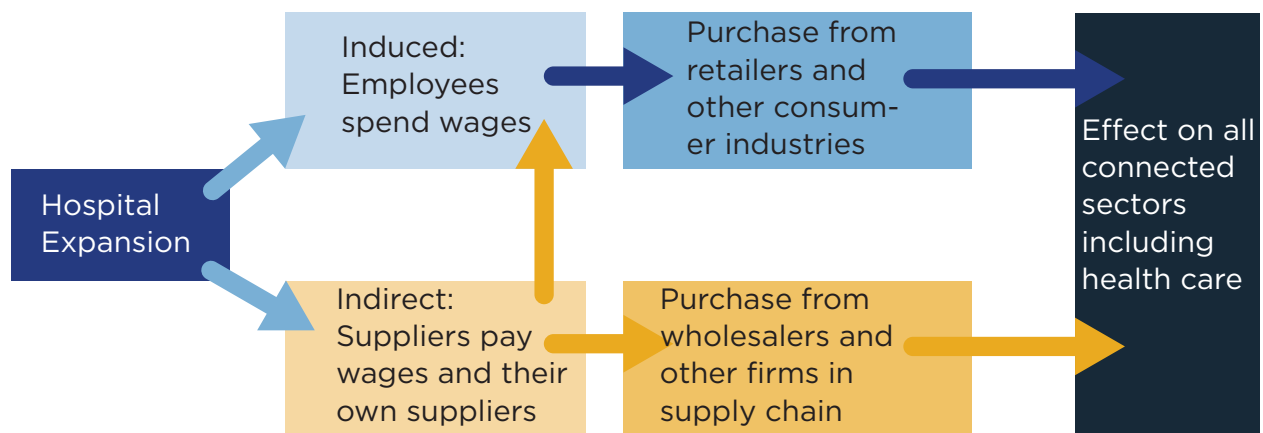 Hospital
Expansion
Induced:
Employees
spend wages
Purchase from
retailers and
other consum-
er industries
Indirect:
Suppliers pay
wages and their
own suppliers
Purchase from
wholesalers and
other firms in
supply chain
Effect on all
connected
sectors
including
health care